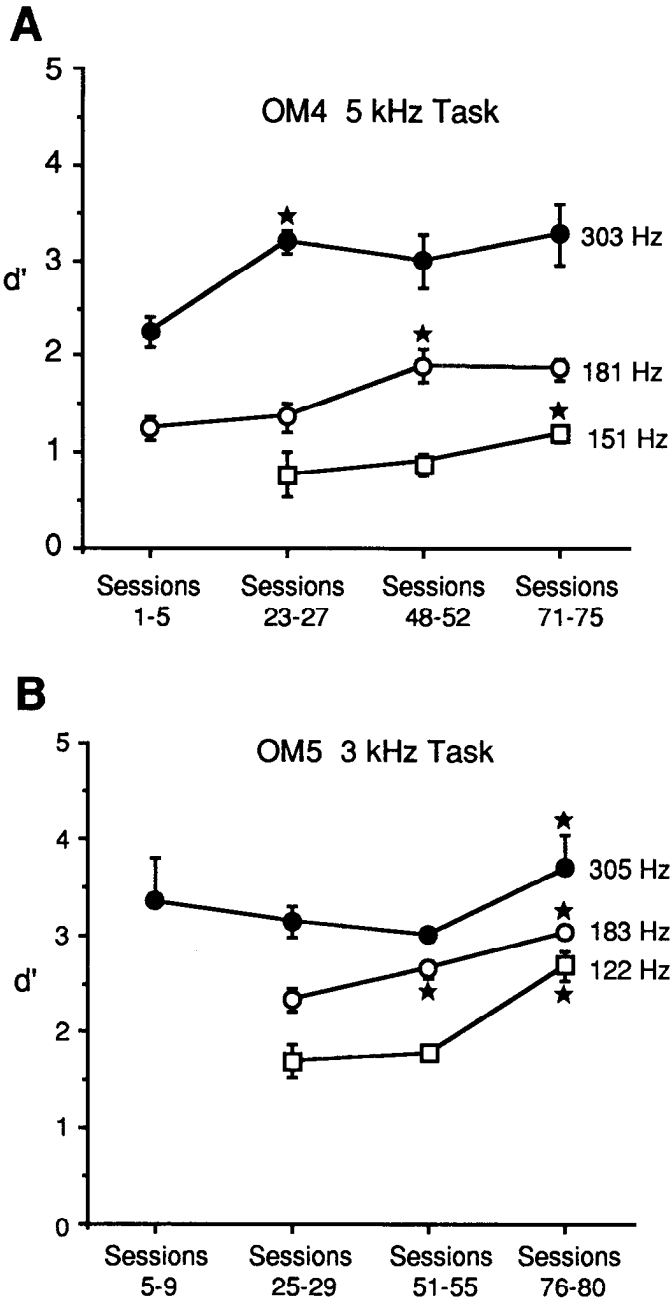 A
OM4 5 kHz Task
5
4
3
2
1
0
d'
303 Hz
181 Hz
151 Hz
Sessions Sessions Sessions Sessions
1-5 23-27 48-52 71-75
B
OM5 3 kHz Task
5
4
3
2
1
0
d'
305 Hz
183 Hz
122 Hz
Sessions Sessions Sessions Sessions
5-9 25-29 51-55 76-80